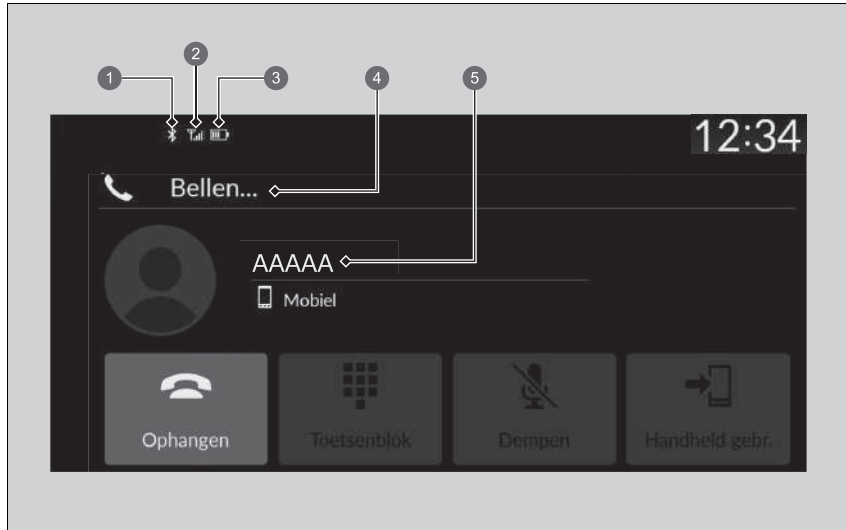 2
1 3 4 5
12:34
Bellen...
AAAAA
Mobiel
Ophangen Toetsenblok Dempen Handheld gebr.